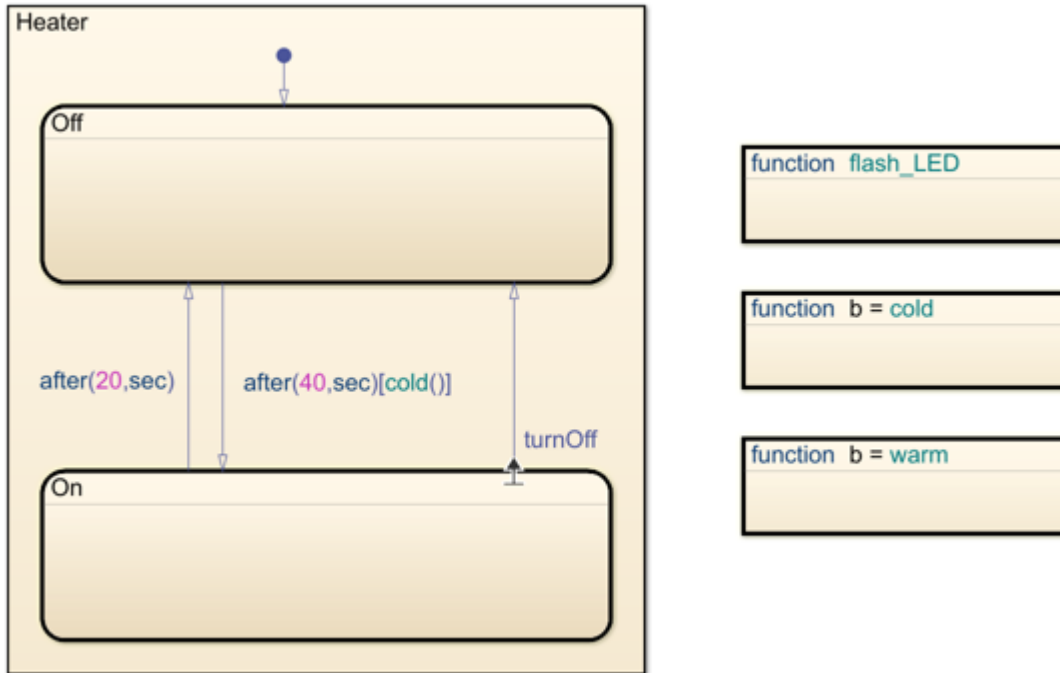 Heater
Off
after(20,sec)
after(40,sec)[cold()]
turnOff
On
function flash_LED
function b = cold
function b = warm